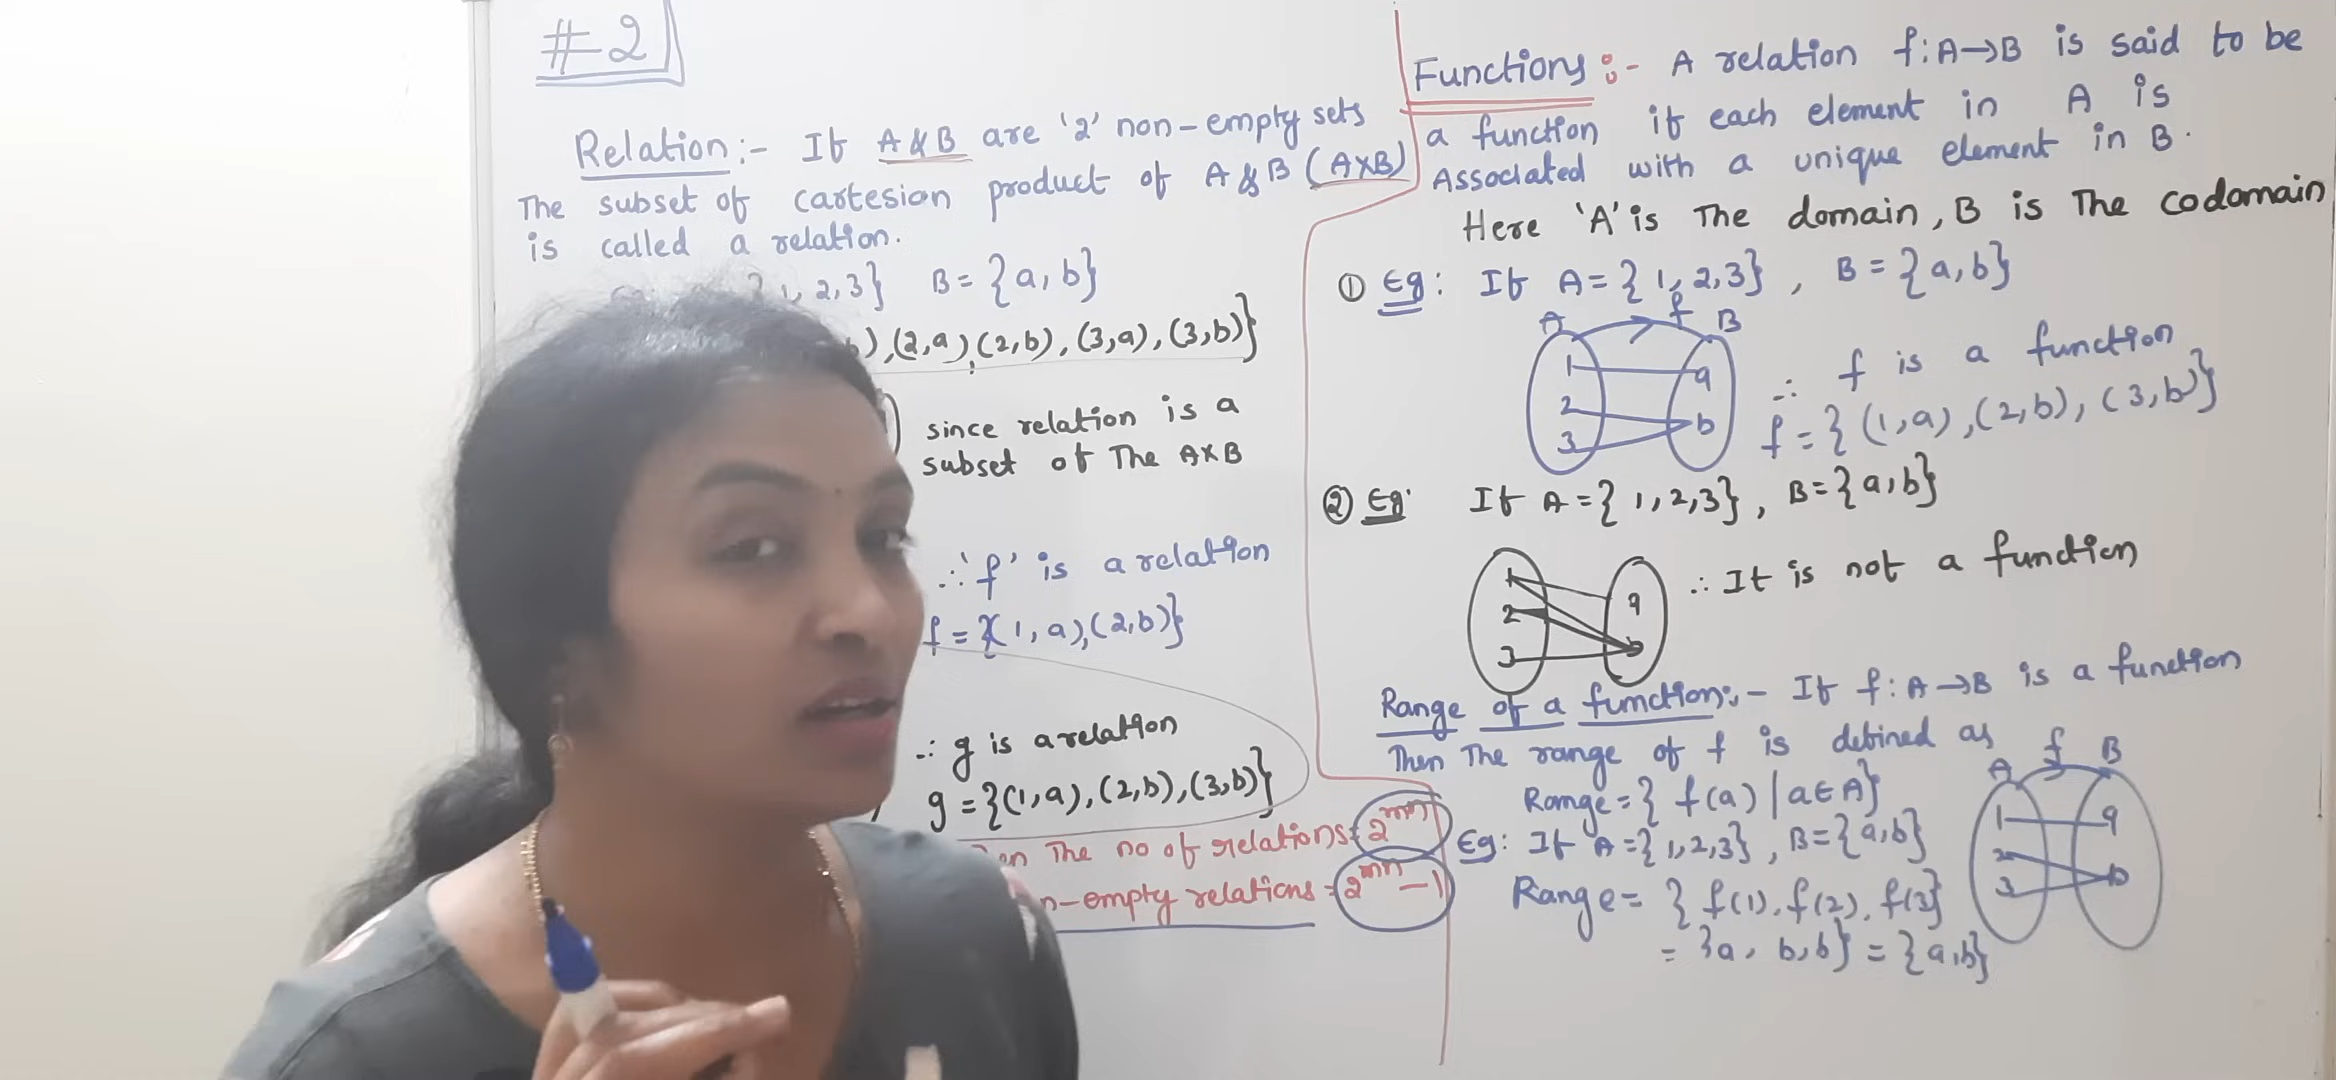 #2
Relation:- If A & B are '2' non-empty sets
The subset of cartesian product of A & B (A×B)
is called a relation.
1, 2, 3} B = {a, b}
), (2,a), (2,b), (3,a), (3,b)}
since relation is a
subset of The A×B
∴ 'f' is a relation
f = {(1,a),(2,b)}
∴ g is a relation
g = {(1,a), (2,b), (3,b)}
The no of relations = 2^mn
n-empty relations = 2^mn - 1
Functions :- A relation f: A→B is said to be
a function if each element in A is
Associated with a unique element in B.
Here 'A' is The domain, B is The codomain
① Eg: If A = {1, 2, 3}, B = {a, b}
A f B
1 a
2 b
3
∴ f is a function
f = {(1,a), (2,b), (3,b)}
② Eg: If A = {1, 2, 3}, B = {a, b}
1 a
2
3 b
∴ It is not a function
Range of a function:- If f: A→B is a function
Then The range of f is defined as
Range = { f(a) | a ∈ A}
Eg: If A = {1, 2, 3}, B = {a, b}
Range = { f(1), f(2), f(3)}
= {a, b, b} = {a, b}
A f B
1 a
2 b
3